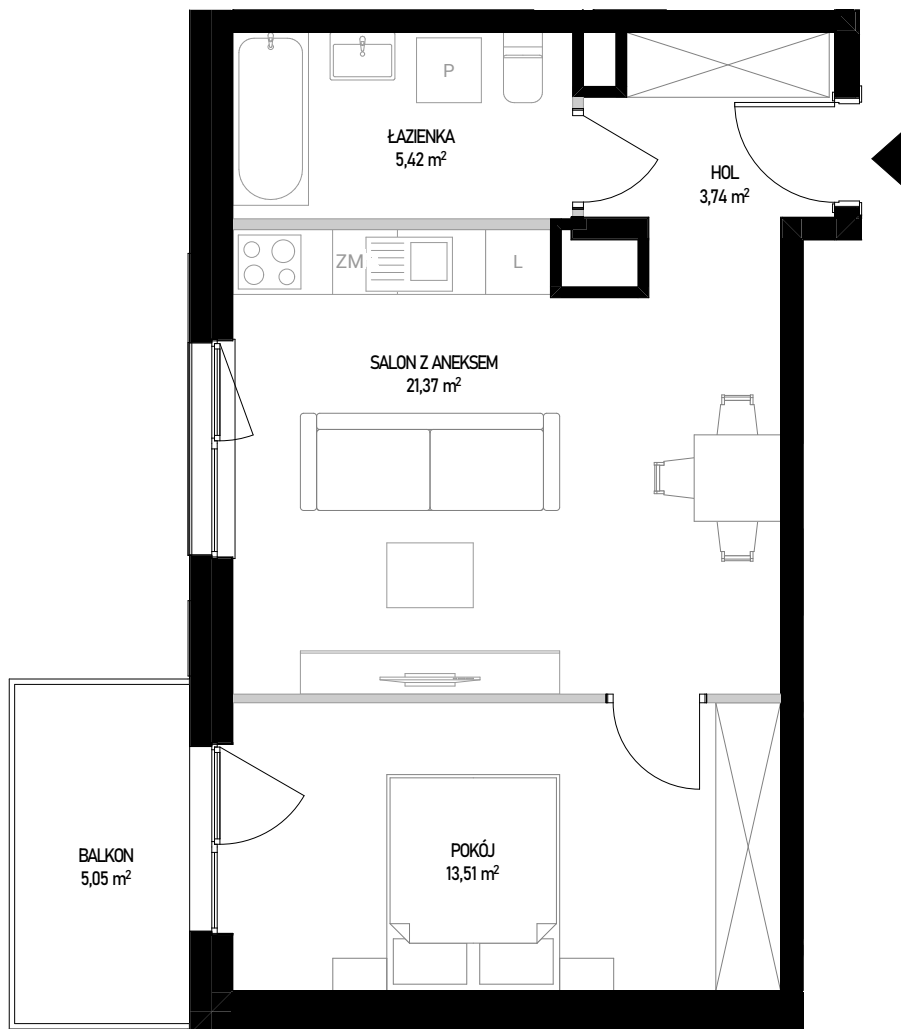 P
ŁAZIENKA
5,42 m²
HOL
3,74 m²
ZM
L
SALON Z ANEKSEM
21,37 m²
POKÓJ
13,51 m²
BALKON
5,05 m²